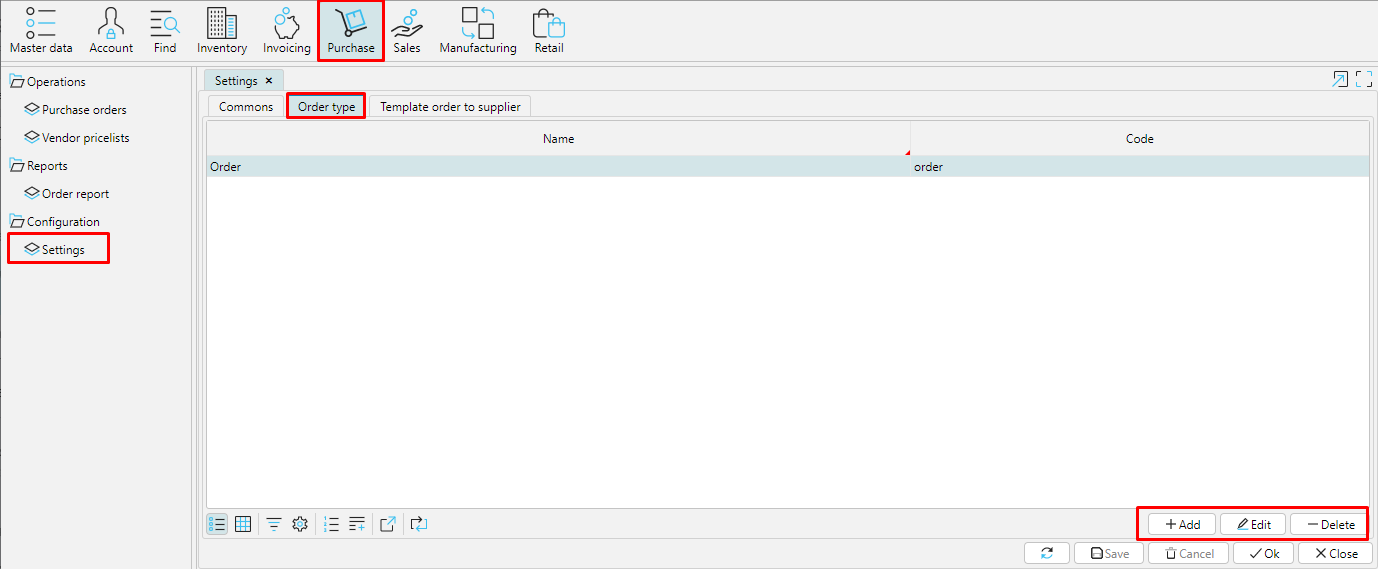 Master data Account Find Inventory Invoicing Purchase Sales Manufacturing Retail
Operations
Purchase orders
Vendor pricelists
Reports
Order report
Configuration
Settings
Settings ×
Commons Order type Template order to supplier
Name Code
Order order
Add Edit Delete
Save Cancel Ok Close